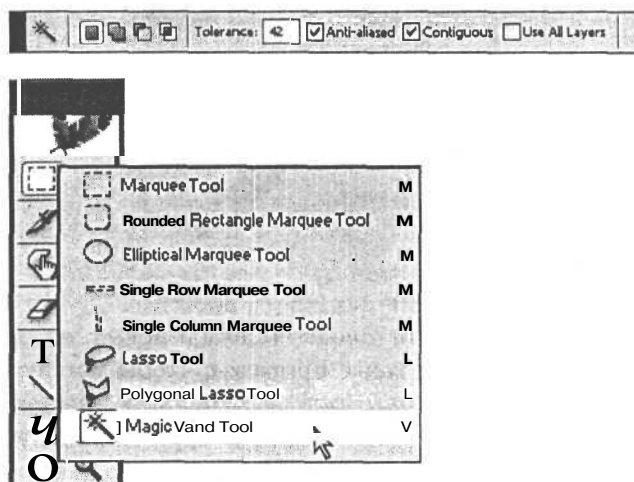 Tolerance: 42 Anti-aliased Contiguous Use All Layers
Marquee Tool M
Rounded Rectangle Marquee Tool M
Elliptical Marquee Tool M
Single Row Marquee Tool M
Single Column Marquee Tool M
Lasso Tool L
Polygonal Lasso Tool L
] Magic Vand Tool V
T